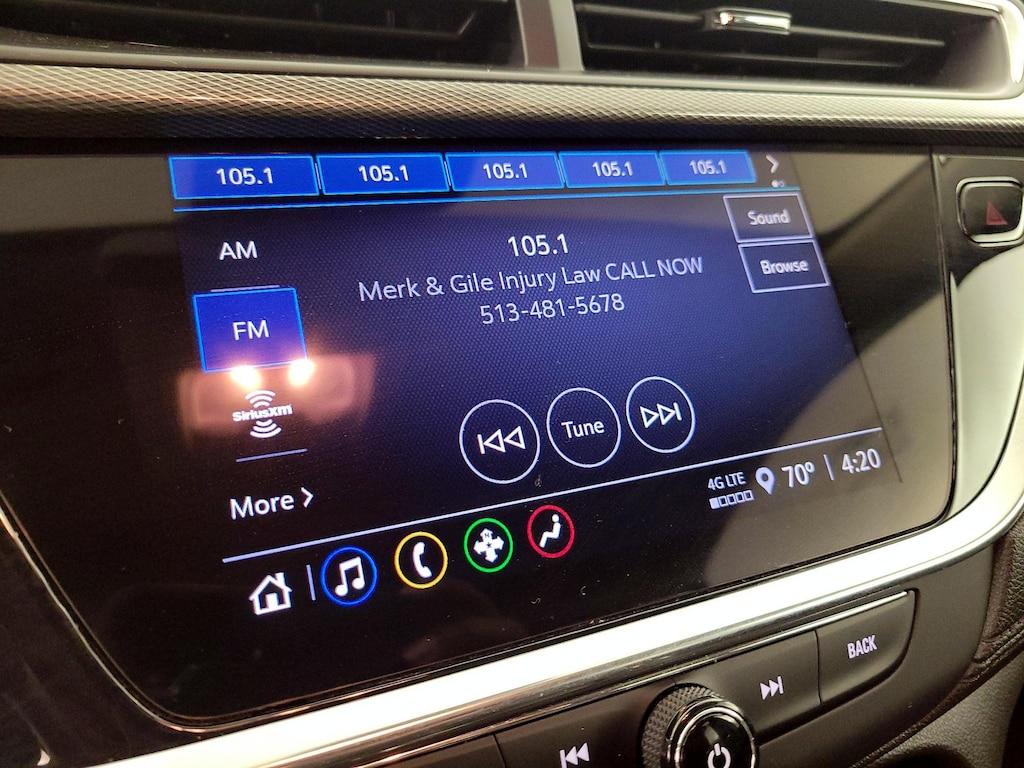 105.1 105.1 105.1 105.1 105.1
Sound
AM
105.1
Merk & Gile Injury Law CALL NOW
513-481-5678
Browse
FM
SiriusXM
Tune
More
4G LTE
70° | 4:20
N
BACK